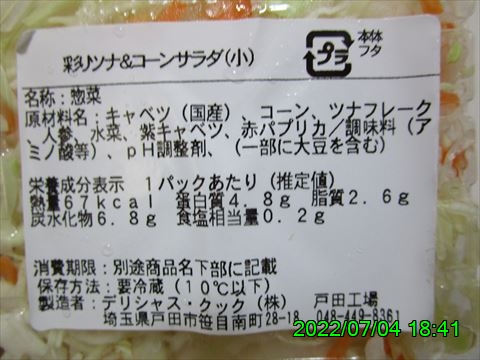 彩りツナ&コーンサラダ(小)
プラ
本体
フタ
名称:惣菜
原材料名:キャベツ(国産)、コーン、ツナフレーク
、人参、水菜、紫キャベツ、赤パプリカ/調味料(ア
ミノ酸等)、pH調整剤、(一部に大豆を含む)
栄養成分表示 1パックあたり(推定値)
熱量67kcal 蛋白質4.8g 脂質2.6g
炭水化物6.8g 食塩相当量0.2g
消費期限:別途商品名下部に記載
保存方法:要冷蔵(10℃以下)
製造者:デリシャス・クック(株) 戸田工場
埼玉県戸田市笹目南町28-18 048-449-8361
2022/07/04 18:41